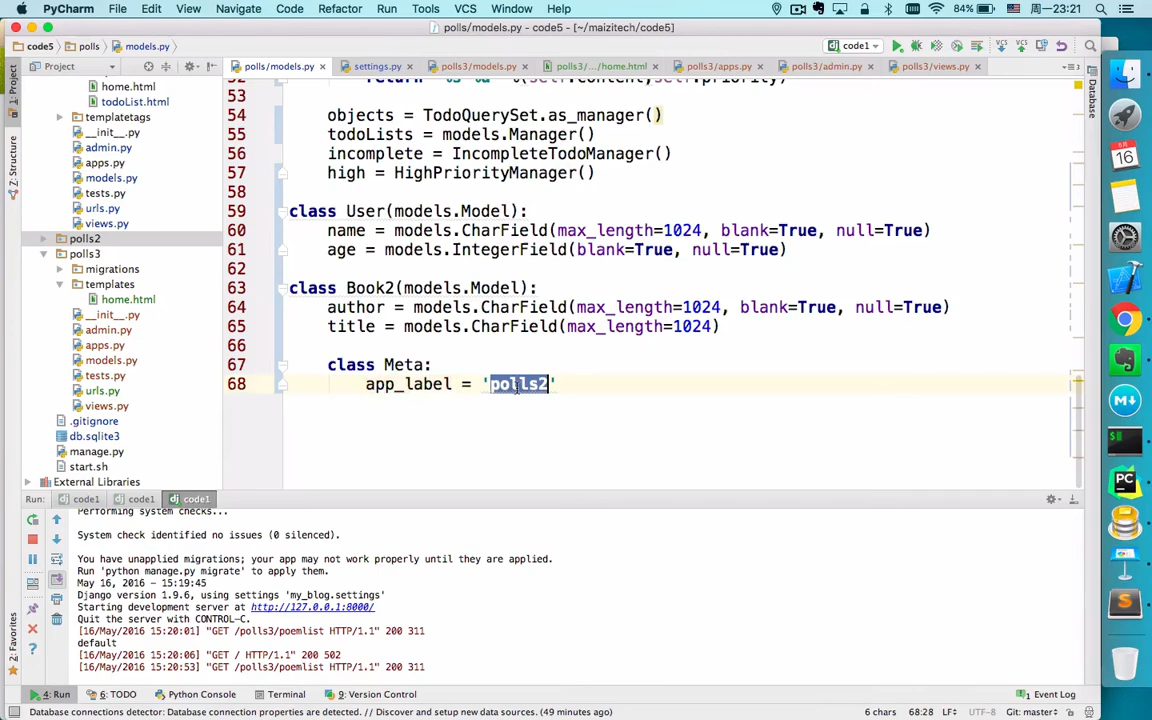 PyCharm File Edit View Navigate Code Refactor Run Tools VCS Window Help 84% 周一23:21
polls/models.py - code5 - [~/maizitech/code5]
code5 polls models.py code1
Project polls/models.py settings.py polls3/models.py polls3/.../home.html polls3/apps.py polls3/admin.py polls3/views.py
1: Project
Z: Structure
2: Favorites
Database
home.html
todoList.html
templatetags
__init__.py
admin.py
apps.py
models.py
tests.py
urls.py
views.py
polls2
polls3
migrations
templates
home.html
__init__.py
admin.py
apps.py
models.py
tests.py
urls.py
views.py
.gitignore
db.sqlite3
manage.py
start.sh
External Libraries
53
54 objects = TodoQuerySet.as_manager()
55 todoLists = models.Manager()
56 incomplete = IncompleteTodoManager()
57 high = HighPriorityManager()
58
59 class User(models.Model):
60 name = models.CharField(max_length=1024, blank=True, null=True)
61 age = models.IntegerField(blank=True, null=True)
62
63 class Book2(models.Model):
64 author = models.CharField(max_length=1024, blank=True, null=True)
65 title = models.CharField(max_length=1024)
66
67 class Meta:
68 app_label = 'polls2'
Run: code1 code1 code1
Performing system checks...
System check identified no issues (0 silenced).
You have unapplied migrations; your app may not work properly until they are applied.
Run 'python manage.py migrate' to apply them.
May 16, 2016 - 15:19:45
Django version 1.9.6, using settings 'my_blog.settings'
Starting development server at http://127.0.0.1:8000/
Quit the server with CONTROL-C.
[16/May/2016 15:20:01] "GET /polls3/poemlist HTTP/1.1" 200 311
default
[16/May/2016 15:20:06] "GET / HTTP/1.1" 200 502
[16/May/2016 15:20:53] "GET /polls3/poemlist HTTP/1.1" 200 311
4: Run 6: TODO Python Console Terminal 9: Version Control 1 Event Log
Database connections detector: Database connection properties are detected. // Discover and setup new data sources. (49 minutes ago) 6 chars 68:28 LF UTF-8 Git: master
16